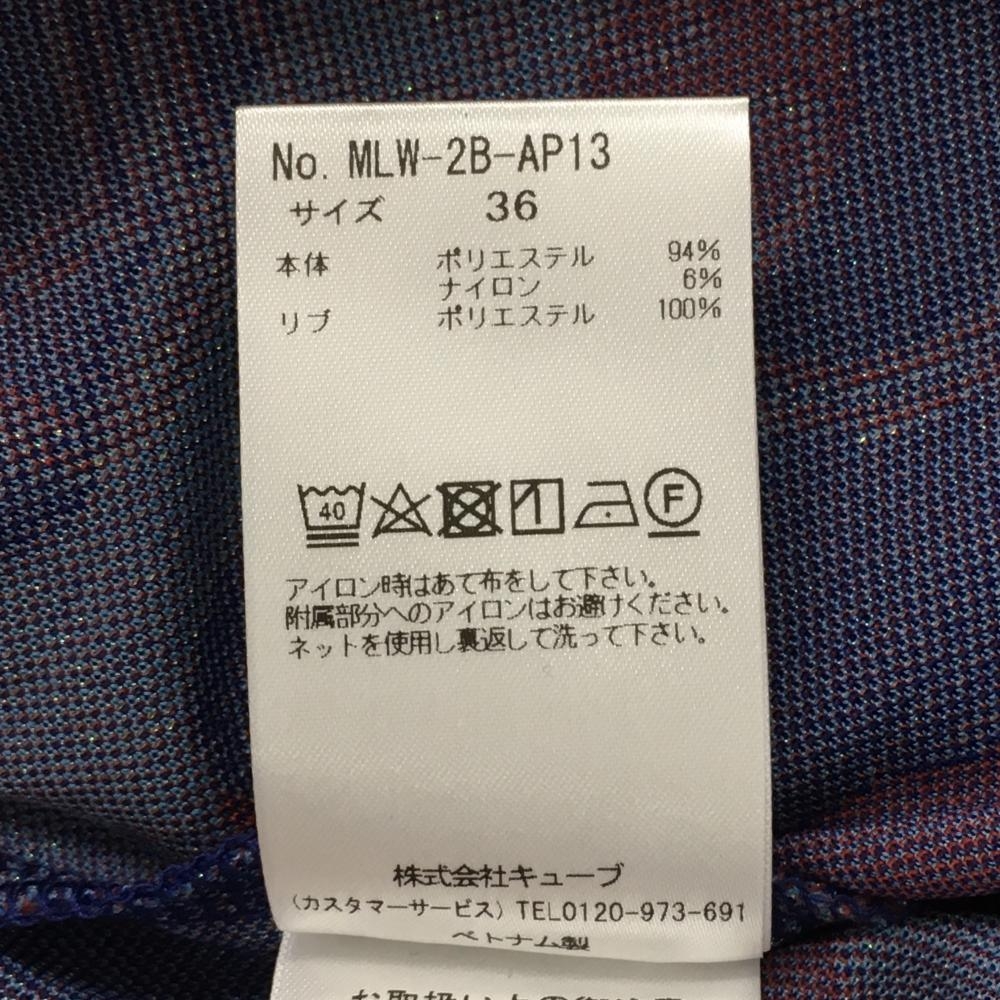 No. MLW-2B-AP13
サイズ 36
本体 ポリエステル 94%
ナイロン 6%
リブ ポリエステル 100%
40 F
アイロン時はあて布をして下さい。
附属部分へのアイロンはお避けください。
ネットを使用し裏返して洗って下さい。
株式会社キューブ
(カスタマーサービス) TEL0120-973-691
ベトナム製